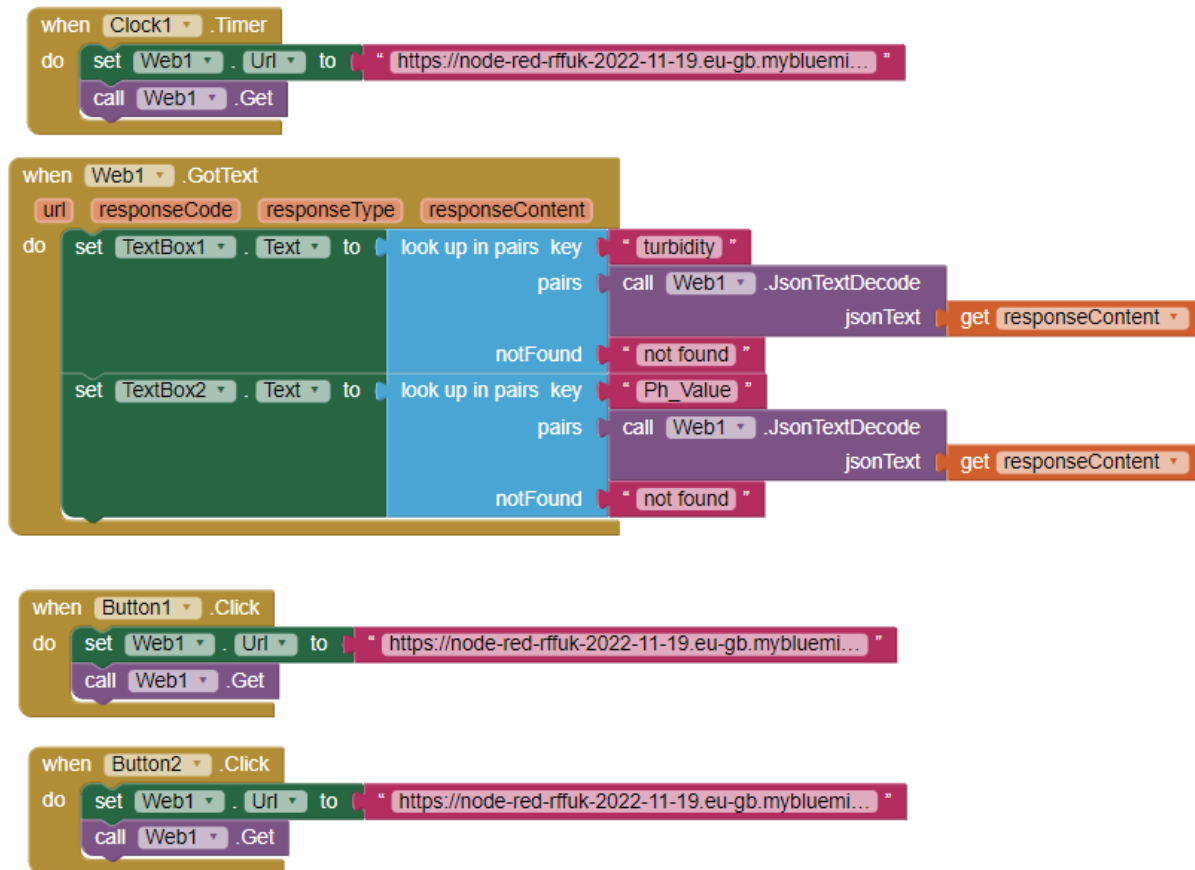 when Clock1 .Timer
do set Web1 . Url to " https://node-red-rffuk-2022-11-19.eu-gb.mybluemi... "
call Web1 .Get
when Web1 .GotText
url responseCode responseType responseContent
do set TextBox1 . Text to look up in pairs key " turbidity "
pairs call Web1 .JsonTextDecode
jsonText get responseContent
notFound " not found "
set TextBox2 . Text to look up in pairs key " Ph_Value "
pairs call Web1 .JsonTextDecode
jsonText get responseContent
notFound " not found "
when Button1 .Click
do set Web1 . Url to " https://node-red-rffuk-2022-11-19.eu-gb.mybluemi... "
call Web1 .Get
when Button2 .Click
do set Web1 . Url to " https://node-red-rffuk-2022-11-19.eu-gb.mybluemi... "
call Web1 .Get